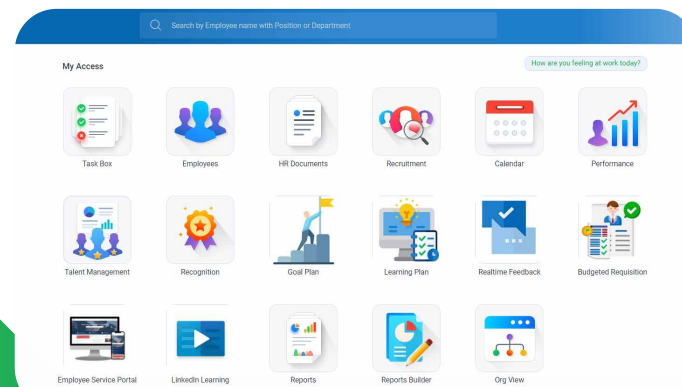 Search by Employee name with Position or Department
My Access
How are you feeling at work today?
Task Box
Employees
HR Documents
Recruitment
Calendar
Performance
Talent Management
Recognition
Goal Plan
Learning Plan
Realtime Feedback
Budgeted Requisition
Employee Service Portal
LinkedIn Learning
Reports
Reports Builder
Org View